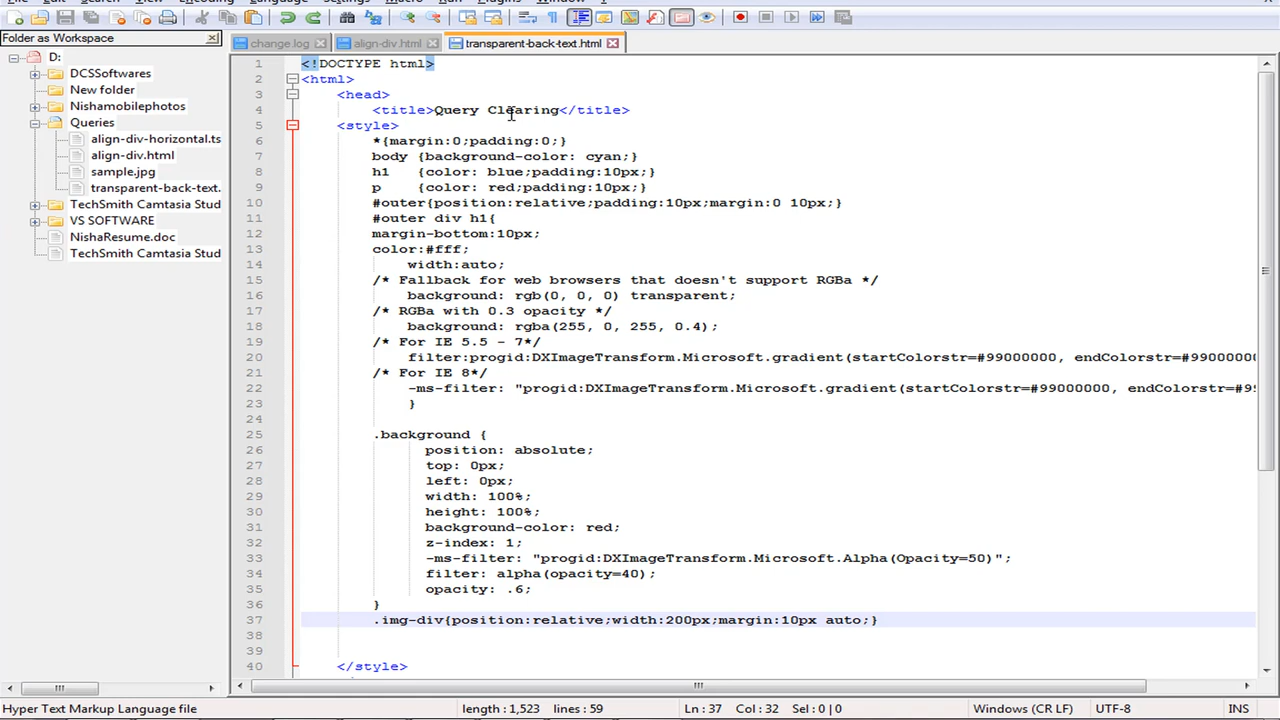 Search View Encoding Language Settings Macro Run Plugins Window ?
Folder as Workspace
change.log
align-div.html
transparent-back-text.html
D:
DCSSoftwares
New folder
Nishamobilephotos
Queries
align-div-horizontal.ts
align-div.html
sample.jpg
transparent-back-text.
TechSmith Camtasia Stud
VS SOFTWARE
NishaResume.doc
TechSmith Camtasia Stud
1 <!DOCTYPE html>
2 <html>
3 <head>
4 <title>Query Clearing</title>
5 <style>
6 *{margin:0;padding:0;}
7 body {background-color: cyan;}
8 h1 {color: blue;padding:10px;}
9 p {color: red;padding:10px;}
10 #outer{position:relative;padding:10px;margin:0 10px;}
11 #outer div h1{
12 margin-bottom:10px;
13 color:#fff;
14 width:auto;
15 /* Fallback for web browsers that doesn't support RGBa */
16 background: rgb(0, 0, 0) transparent;
17 /* RGBa with 0.3 opacity */
18 background: rgba(255, 0, 255, 0.4);
19 /* For IE 5.5 - 7*/
20 filter:progid:DXImageTransform.Microsoft.gradient(startColorstr=#99000000, endColorstr=#9900000
21 /* For IE 8*/
22 -ms-filter: "progid:DXImageTransform.Microsoft.gradient(startColorstr=#99000000, endColorstr=#9
23 }
24
25 .background {
26 position: absolute;
27 top: 0px;
28 left: 0px;
29 width: 100%;
30 height: 100%;
31 background-color: red;
32 z-index: 1;
33 -ms-filter: "progid:DXImageTransform.Microsoft.Alpha(Opacity=50)";
34 filter: alpha(opacity=40);
35 opacity: .6;
36 }
37 .img-div{position:relative;width:200px;margin:10px auto;}
38
39
40 </style>
Hyper Text Markup Language file length : 1,523 lines : 59 Ln : 37 Col : 32 Sel : 0 | 0 Windows (CR LF) UTF-8 INS